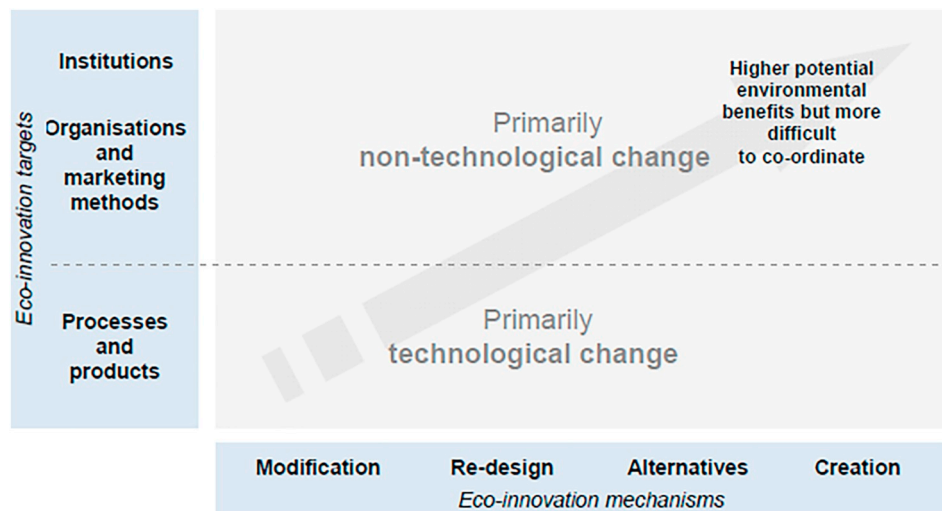 Eco-innovation targets
Institutions
Organisations
and
marketing
methods
Processes
and
products
Primarily
non-technological change
Higher potential
environmental
benefits but more
difficult
to co-ordinate
Primarily
technological change
Modification Re-design Alternatives Creation
Eco-innovation mechanisms